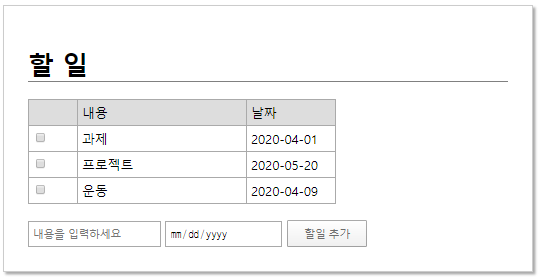 할 일
내용 날짜
과제 2020-04-01
프로젝트 2020-05-20
운동 2020-04-09
내용을 입력하세요 mm/dd/yyyy 할일 추가